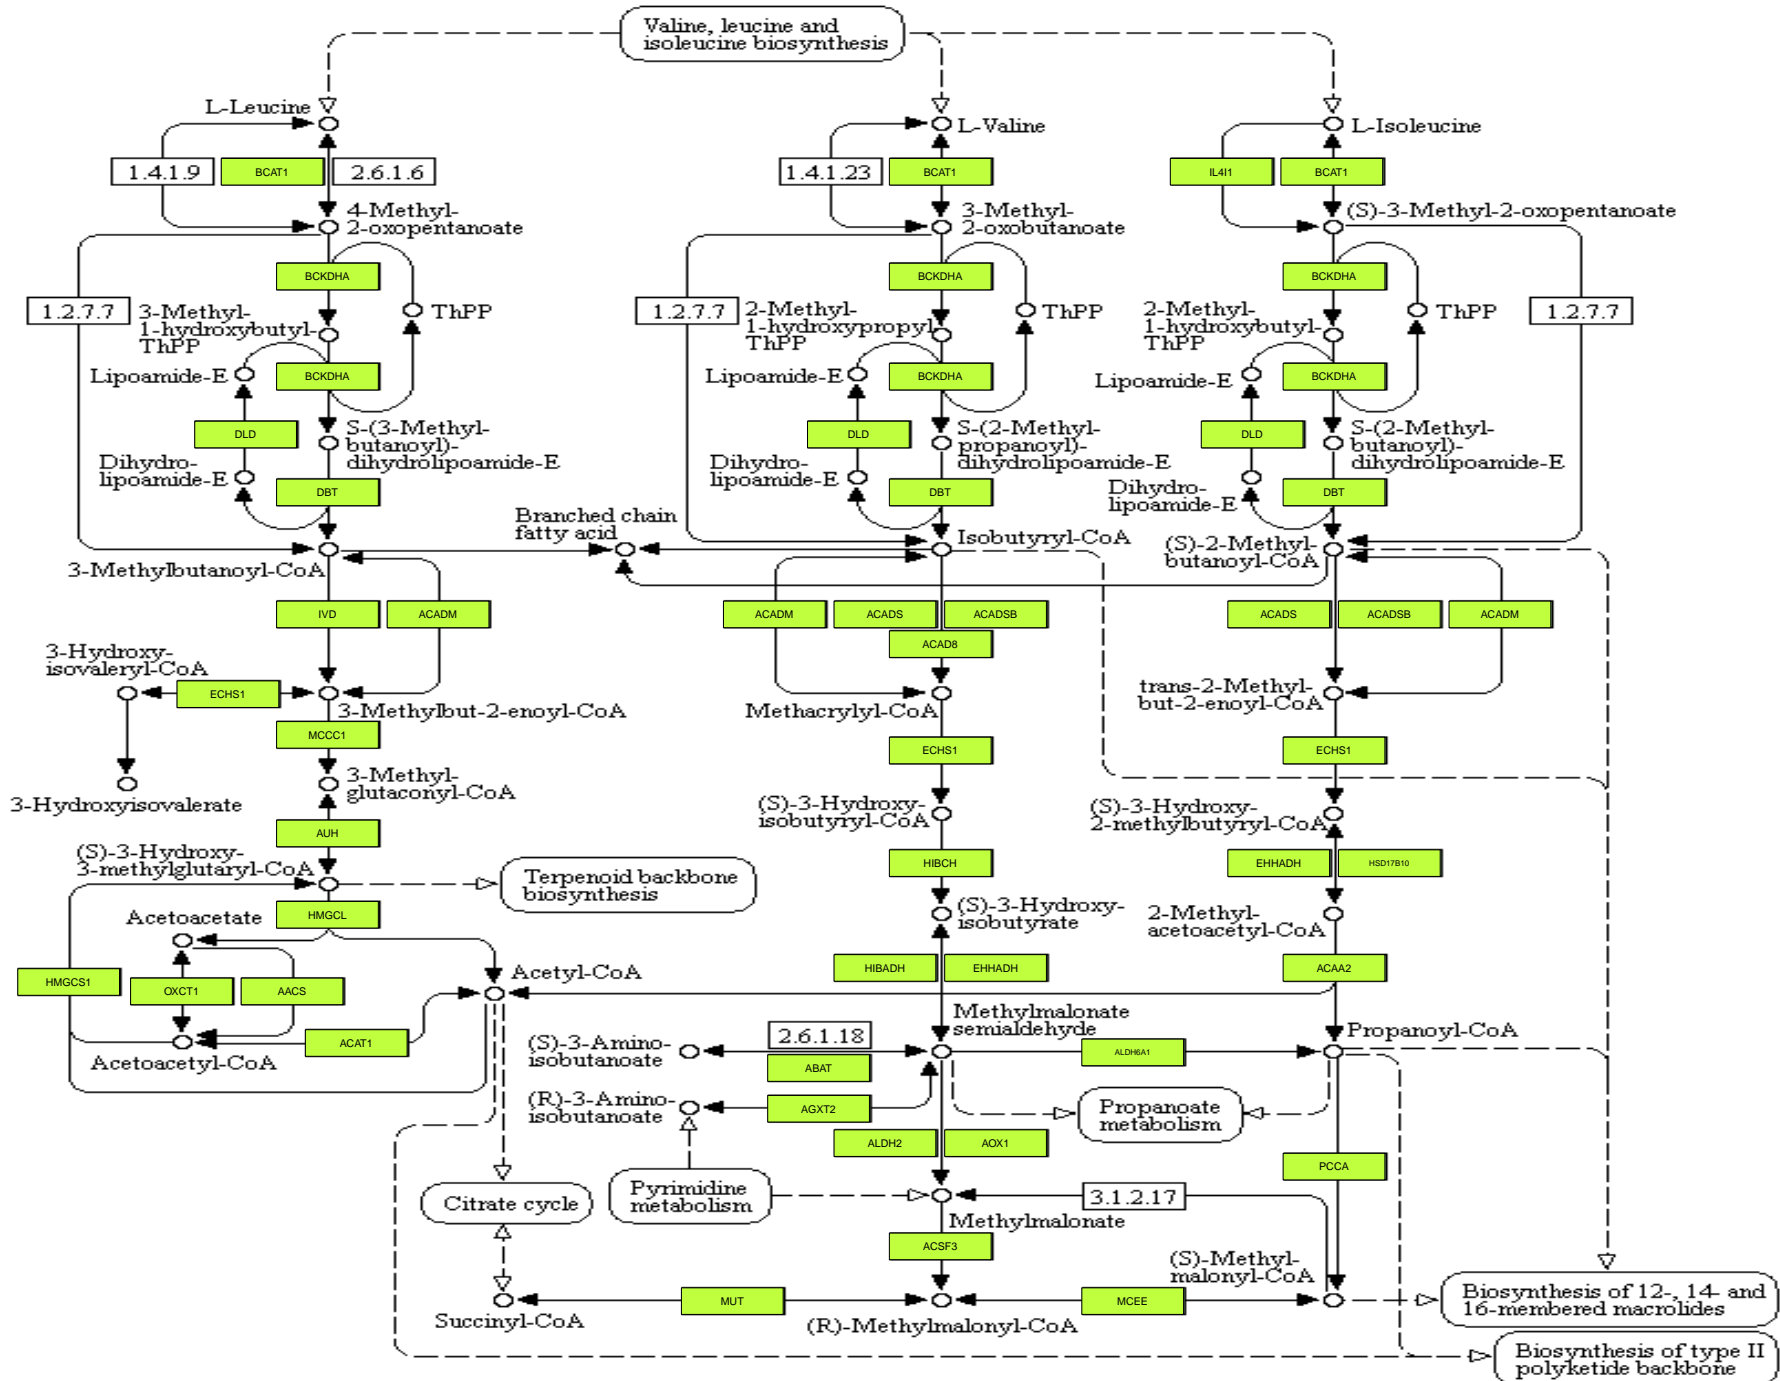 Valine, leucine and
isoleucine biosynthesis
L-Leucine
L-Valine
L-Isoleucine
1.4.1.9
BCAT1
2.6.1.6
1.4.1.23
BCAT1
IL4I1
BCAT1
4-Methyl-
2-oxopentanoate
3-Methyl-
2-oxobutanoate
(S)-3-Methyl-2-oxopentanoate
BCKDHA
BCKDHA
BCKDHA
1.2.7.7
3-Methyl-
1-hydroxybutyl-
ThPP
ThPP
1.2.7.7
2-Methyl-
1-hydroxypropyl
ThPP
ThPP
2-Methyl-
1-hydroxybutyl-
ThPP
ThPP
1.2.7.7
Lipoamide-E
BCKDHA
Lipoamide-E
BCKDHA
Lipoamide-E
BCKDHA
DLD
S-(3-Methyl-
butanoyl)-
dihydrolipoamide-E
DLD
S-(2-Methyl-
propanoyl)-
dihydrolipoamide-E
DLD
S-(2-Methyl-
butanoyl)-
dihydrolipoamide-E
Dihydro-
lipoamide-E
DBT
Dihydro-
lipoamide-E
DBT
Dihydro-
lipoamide-E
DBT
Branched chain
fatty acid
3-Methylbutanoyl-CoA
Isobutyryl-CoA
(S)-2-Methyl-
butanoyl-CoA
IVD
ACADM
ACADM
ACADS
ACADSB
ACAD8
ACADS
ACADSB
ACADM
3-Hydroxy-
isovaleryl-CoA
ECHS1
3-Methylbut-2-enoyl-CoA
Methacrylyl-CoA
trans-2-Methyl-
but-2-enoyl-CoA
MCCC1
ECHS1
ECHS1
3-Hydroxyisovalerate
3-Methyl-
glutaconyl-CoA
(S)-3-Hydroxy-
isobutyryl-CoA
(S)-3-Hydroxy-
2-methylbutyryl-CoA
AUH
(S)-3-Hydroxy-
3-methylglutaryl-CoA
Terpenoid backbone
biosynthesis
HIBCH
EHHADH
HSD17B10
Acetoacetate
HMGCL
(S)-3-Hydroxy-
isobutyrate
2-Methyl-
acetoacetyl-CoA
HMGCS1
OXCT1
AACS
Acetyl-CoA
HIBADH
EHHADH
ACAA2
ACAT1
Acetoacetyl-CoA
Methylmalonate
semialdehyde
Propanoyl-CoA
(S)-3-Amino-
isobutanoate
2.6.1.18
ABAT
ALDH6A1
(R)-3-Amino-
isobutanoate
AGXT2
Propanoate
metabolism
ALDH2
AOX1
PCCA
Citrate cycle
Pyrimidine
metabolism
3.1.2.17
Methylmalonate
ACSF3
(S)-Methyl-
malonyl-CoA
MUT
MCEE
Succinyl-CoA
(R)-Methylmalonyl-CoA
Biosynthesis of 12-, 14- and
16-membered macrolides
Biosynthesis of type II
polyketide backbone